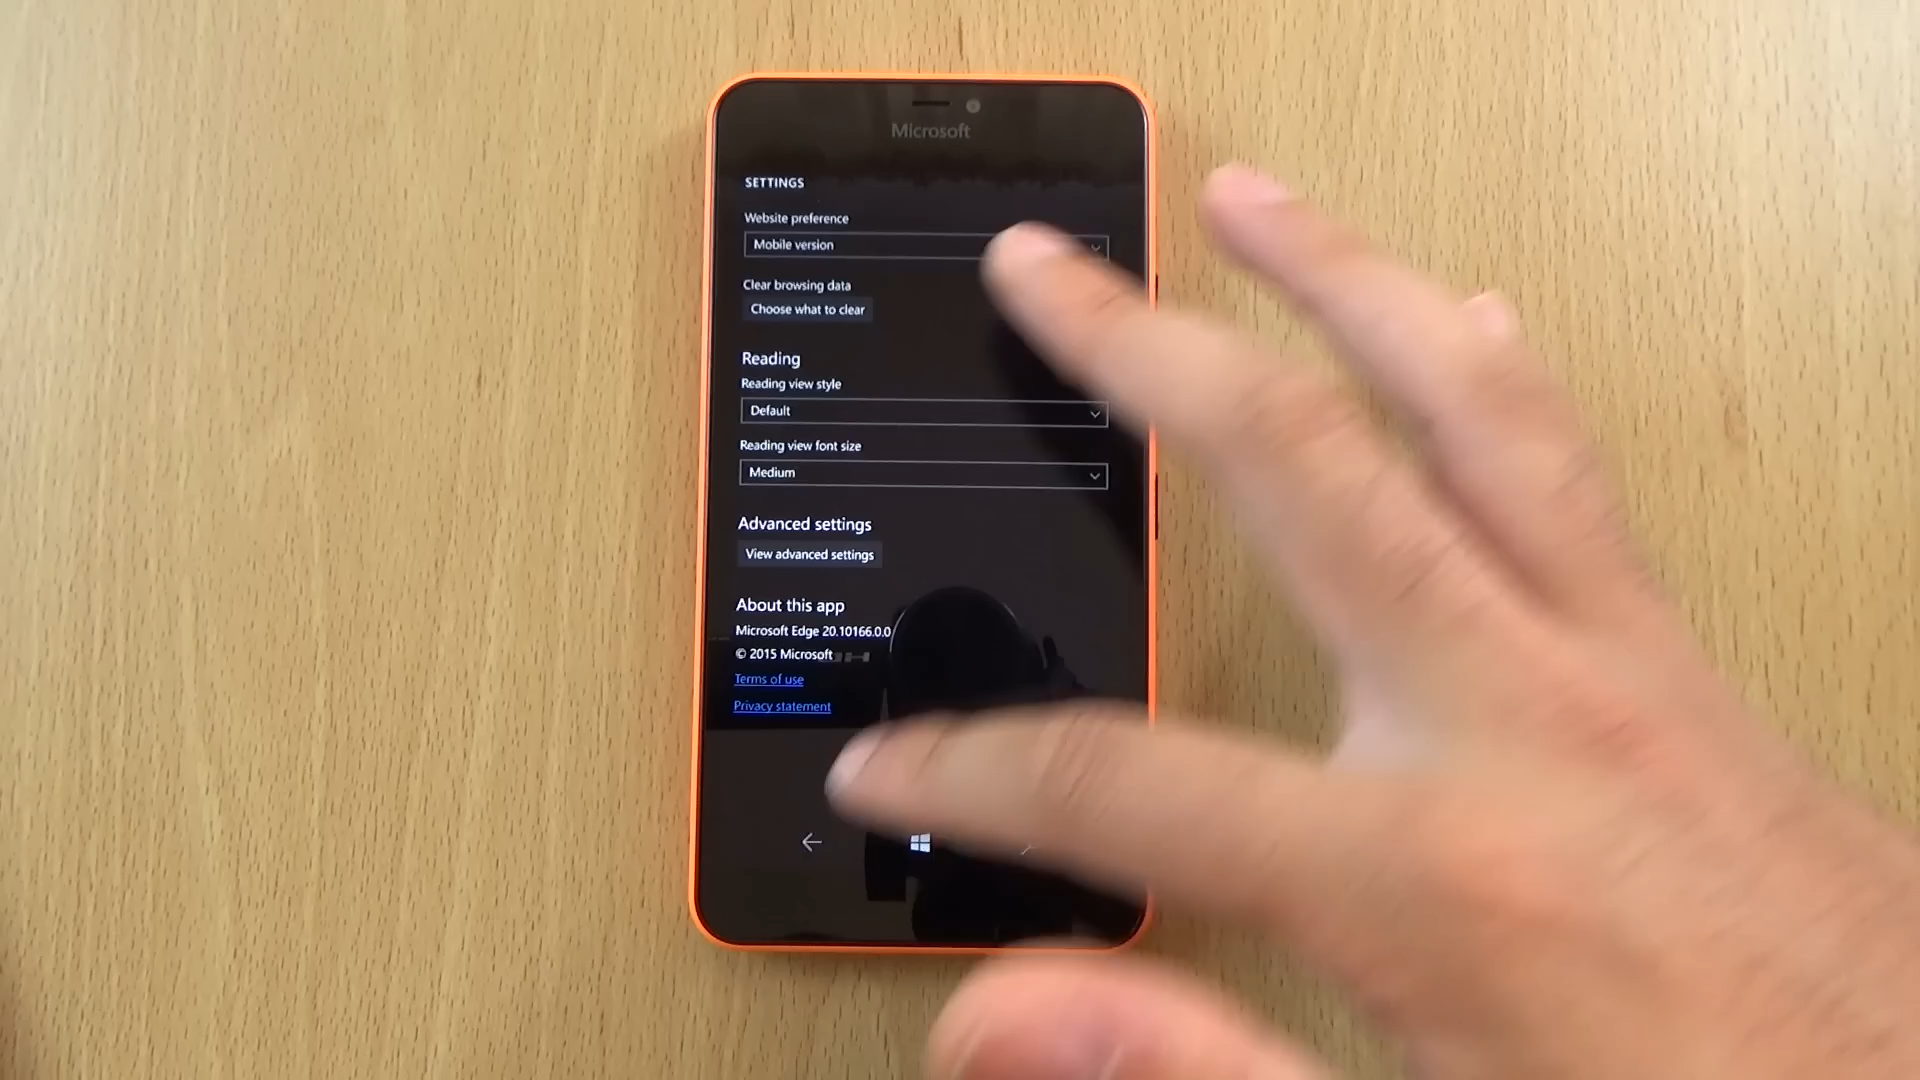 Microsoft
SETTINGS
Website preference
Mobile version
Clear browsing data
Choose what to clear
Reading
Reading view style
Default
Reading view font size
Medium
Advanced settings
View advanced settings
About this app
Microsoft Edge 20.10166.0.0
© 2015 Microsoft
Terms of use
Privacy statement